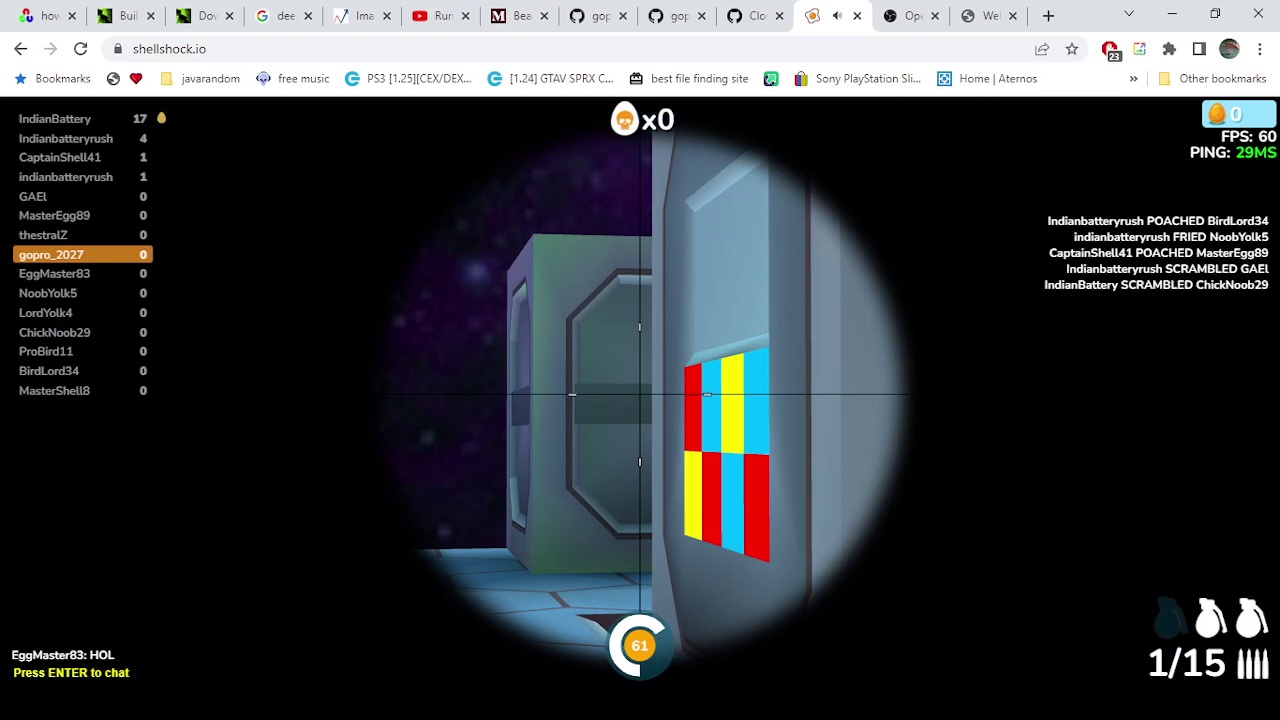 how
Buil
Dov
dee
Ima
Run
Bea
gop
gop
Clo
Ope
Wel
shellshock.io
23
Bookmarks
javarandom
free music
PS3 [1.25][CEX/DEX...
[1.24] GTAV SPRX C...
best file finding site
Sony PlayStation Sli...
Home | Aternos
»
Other bookmarks
IndianBattery 17
Indianbatteryrush 4
CaptainShell41 1
indianbatteryrush 1
GAEl 0
MasterEgg89 0
thestralZ 0
gopro_2027 0
EggMaster83 0
NoobYolk5 0
LordYolk4 0
ChickNoob29 0
ProBird11 0
BirdLord34 0
MasterShell8 0
x0
0
FPS: 60
PING: 29MS
Indianbatteryrush POACHED BirdLord34
indianbatteryrush FRIED NoobYolk5
CaptainShell41 POACHED MasterEgg89
Indianbatteryrush SCRAMBLED GAEl
IndianBattery SCRAMBLED ChickNoob29
61
EggMaster83: HOL
Press ENTER to chat
1/15